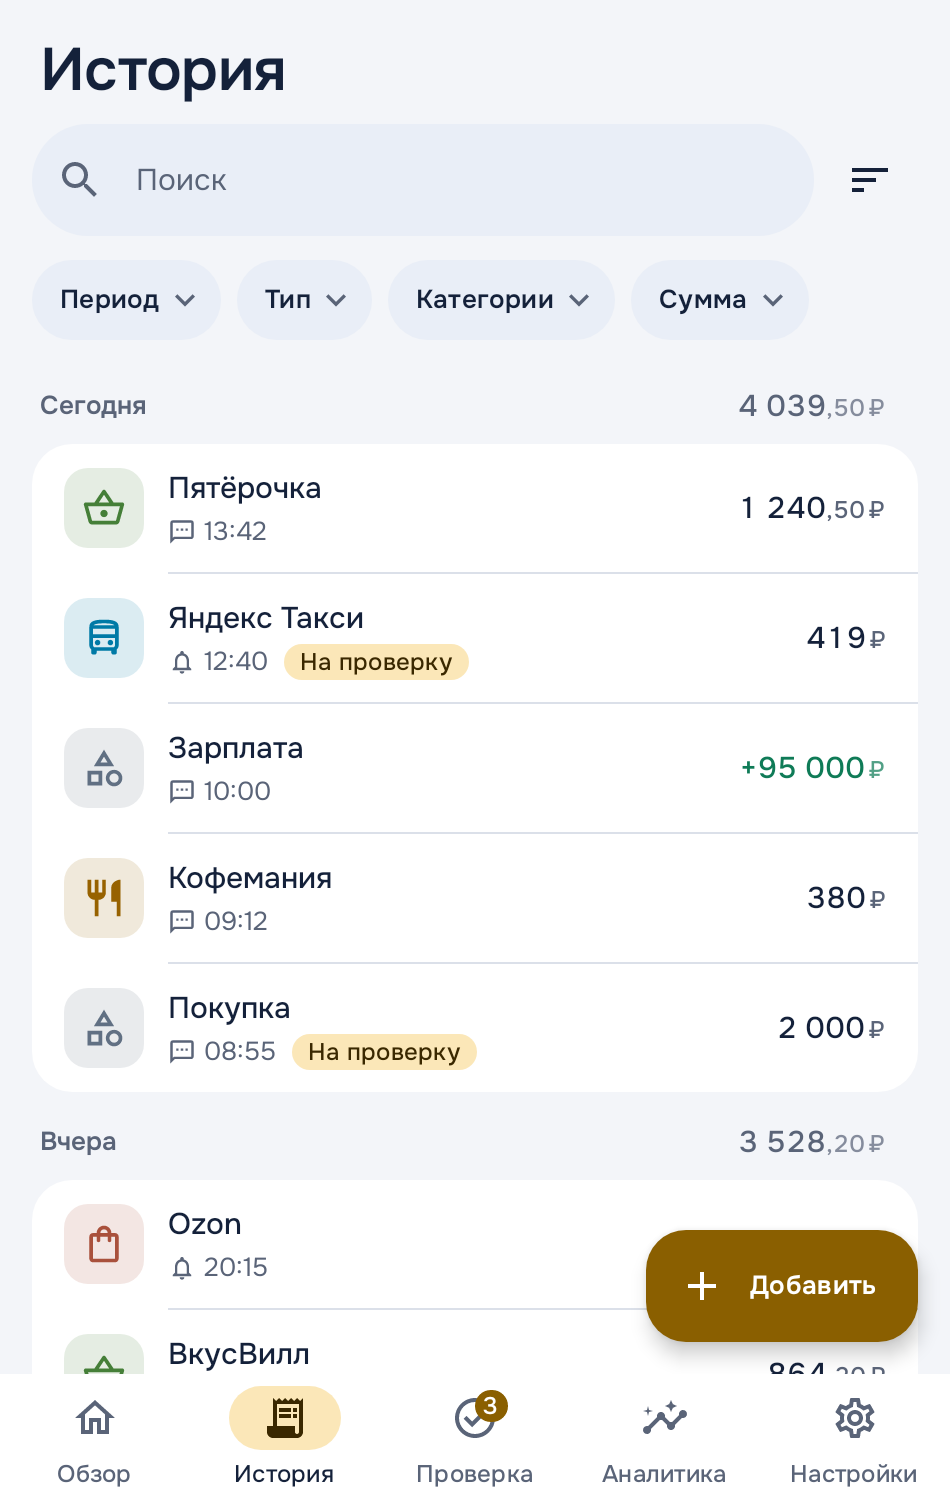 История
Поиск
Период
Тип
Категории
Сумма
Сегодня
4 039,50 ₽
Пятёрочка
1 240,50 ₽
13:42
Яндекс Такси
419 ₽
12:40
На проверку
Зарплата
+95 000 ₽
10:00
Кофемания
380 ₽
09:12
Покупка
2 000 ₽
08:55
На проверку
Вчера
3 528,20 ₽
Ozon
20:15
Добавить
ВкусВилл
864,20 ₽
3
Обзор
История
Проверка
Аналитика
Настройки